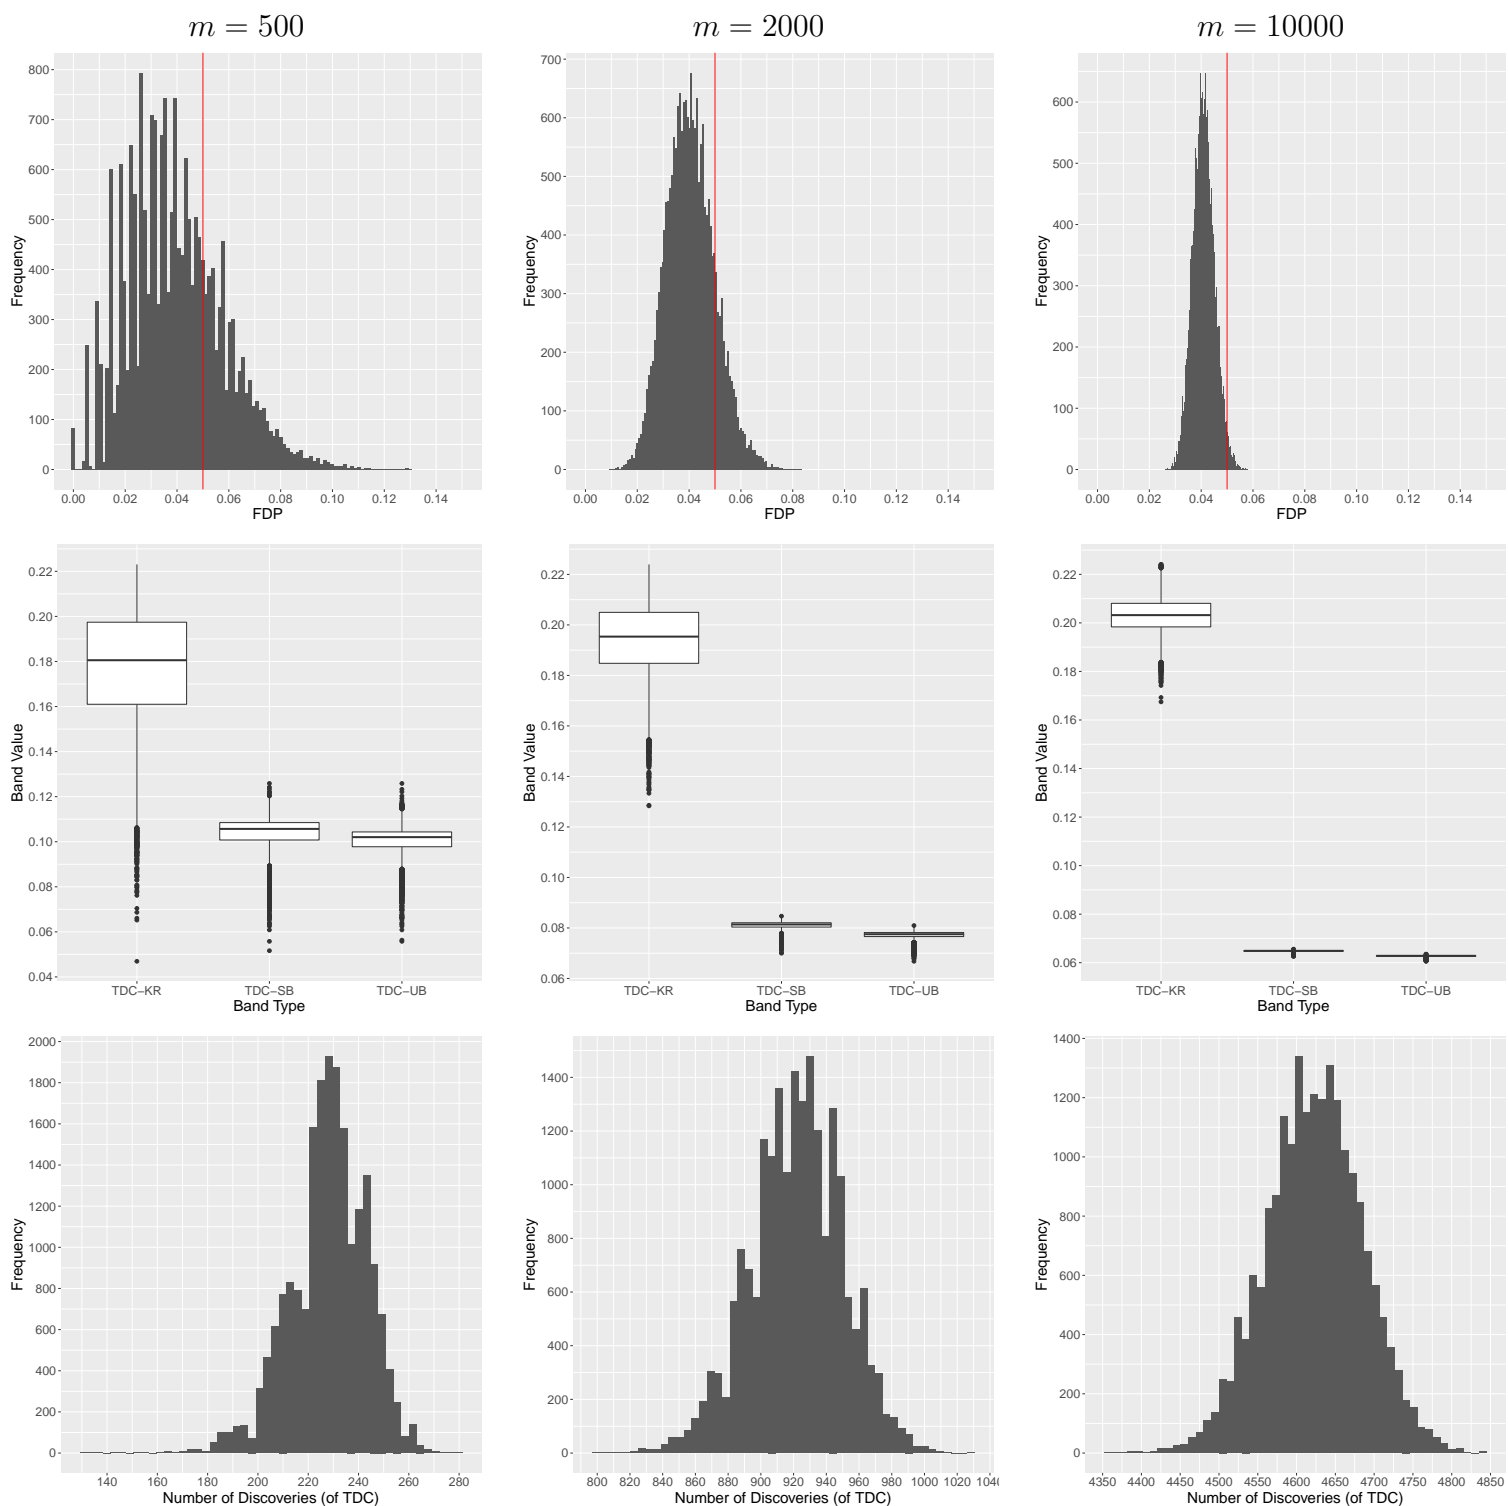 m = 500
m = 2000
m = 10000
800
700
600
500
400
300
200
100
0
Frequency
0.00 0.02 0.04 0.06 0.08 0.10 0.12 0.14
FDP
700
600
500
400
300
200
100
0
Frequency
0.00 0.02 0.04 0.06 0.08 0.10 0.12 0.14
FDP
600
500
400
300
200
100
0
Frequency
0.00 0.02 0.04 0.06 0.08 0.10 0.12 0.14
FDP
0.22
0.20
0.18
0.16
0.14
0.12
0.10
0.08
0.06
0.04
Band Value
TDC−KR TDC−SB TDC−UB
Band Type
0.22
0.20
0.18
0.16
0.14
0.12
0.10
0.08
0.06
Band Value
TDC−KR TDC−SB TDC−UB
Band Type
0.22
0.20
0.18
0.16
0.14
0.12
0.10
0.08
0.06
Band Value
TDC−KR TDC−SB TDC−UB
Band Type
2000
1800
1600
1400
1200
1000
800
600
400
200
0
Frequency
140 160 180 200 220 240 260 280
Number of Discoveries (of TDC)
1400
1200
1000
800
600
400
200
0
Frequency
800 820 840 860 880 900 920 940 960 980 1000 1020
Number of Discoveries (of TDC)
1400
1200
1000
800
600
400
200
0
Frequency
4350 4400 4450 4500 4550 4600 4650 4700 4750 4800 4850
Number of Discoveries (of TDC)